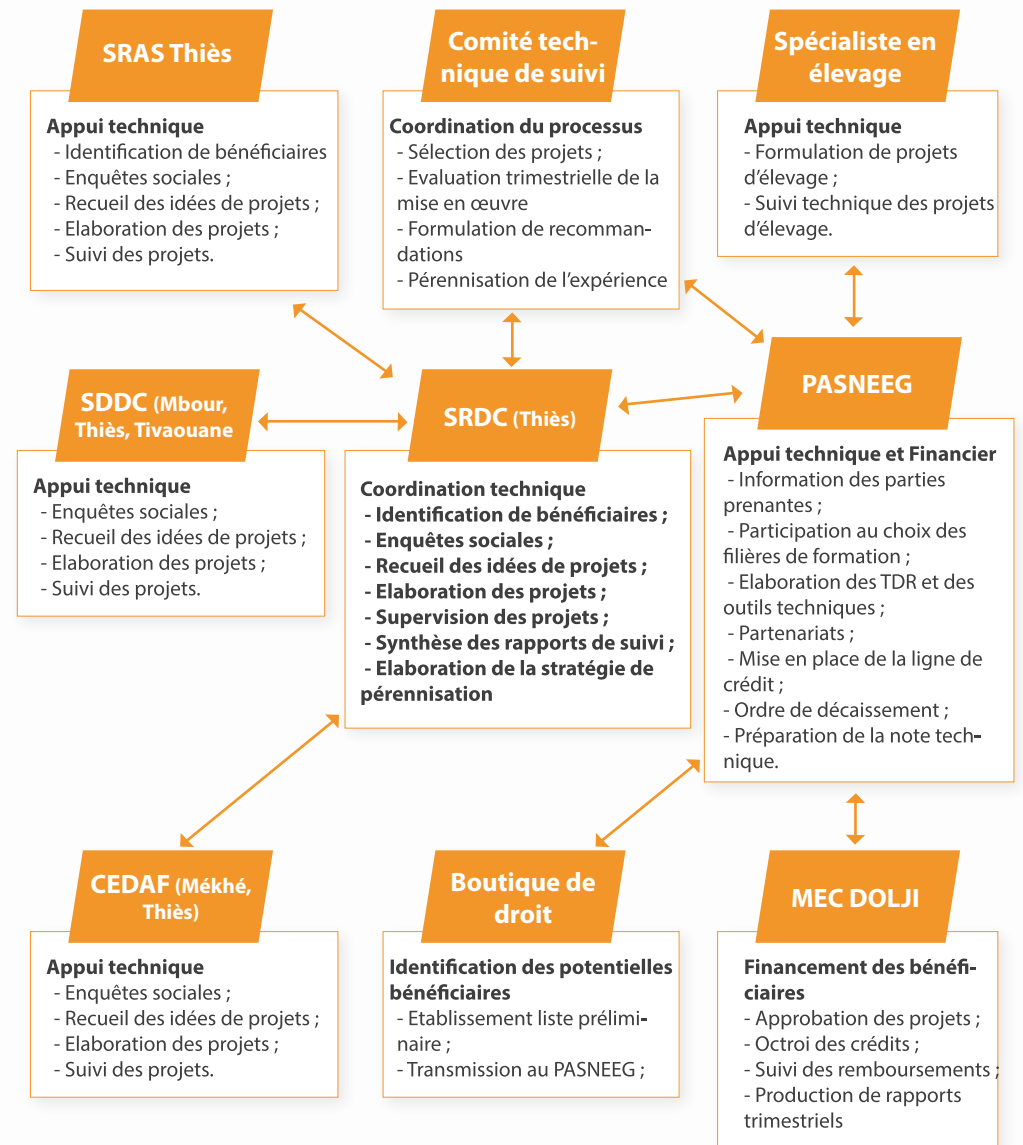 SRAS Thiès
Appui technique
- Identification de bénéficiaires
- Enquêtes sociales ;
- Recueil des idées de projets ;
- Elaboration des projets ;
- Suivi des projets.
Comité tech-
nique de suivi
Coordination du processus
- Sélection des projets ;
- Evaluation trimestrielle de la
mise en œuvre
- Formulation de recomman-
dations
- Pérennisation de l’expérience
Spécialiste en
élevage
Appui technique
- Formulation de projets
d’élevage ;
- Suivi technique des projets
d’élevage.
SDDC (Mbour,
Thiès, Tivaouane
Appui technique
- Enquêtes sociales ;
- Recueil des idées de projets ;
- Elaboration des projets ;
- Suivi des projets.
SRDC (Thiès)
Coordination technique
- Identification de bénéficiaires ;
- Enquêtes sociales ;
- Recueil des idées de projets ;
- Elaboration des projets ;
- Supervision des projets ;
- Synthèse des rapports de suivi ;
- Elaboration de la stratégie de
pérennisation
PASNEEG
Appui technique et Financier
- Information des parties
prenantes ;
- Participation au choix des
filières de formation ;
- Elaboration des TDR et des
outils techniques ;
- Partenariats ;
- Mise en place de la ligne de
crédit ;
- Ordre de décaissement ;
- Préparation de la note tech-
nique.
CEDAF (Mékhé,
Thiès)
Appui technique
- Enquêtes sociales ;
- Recueil des idées de projets ;
- Elaboration des projets ;
- Suivi des projets.
Boutique de
droit
Identification des potentielles
bénéficiaires
- Etablissement liste prélimi-
naire ;
- Transmission au PASNEEG ;
MEC DOLJI
Financement des bénéfi-
ciaires
- Approbation des projets ;
- Octroi des crédits ;
- Suivi des remboursements ;
- Production de rapports
trimestriels